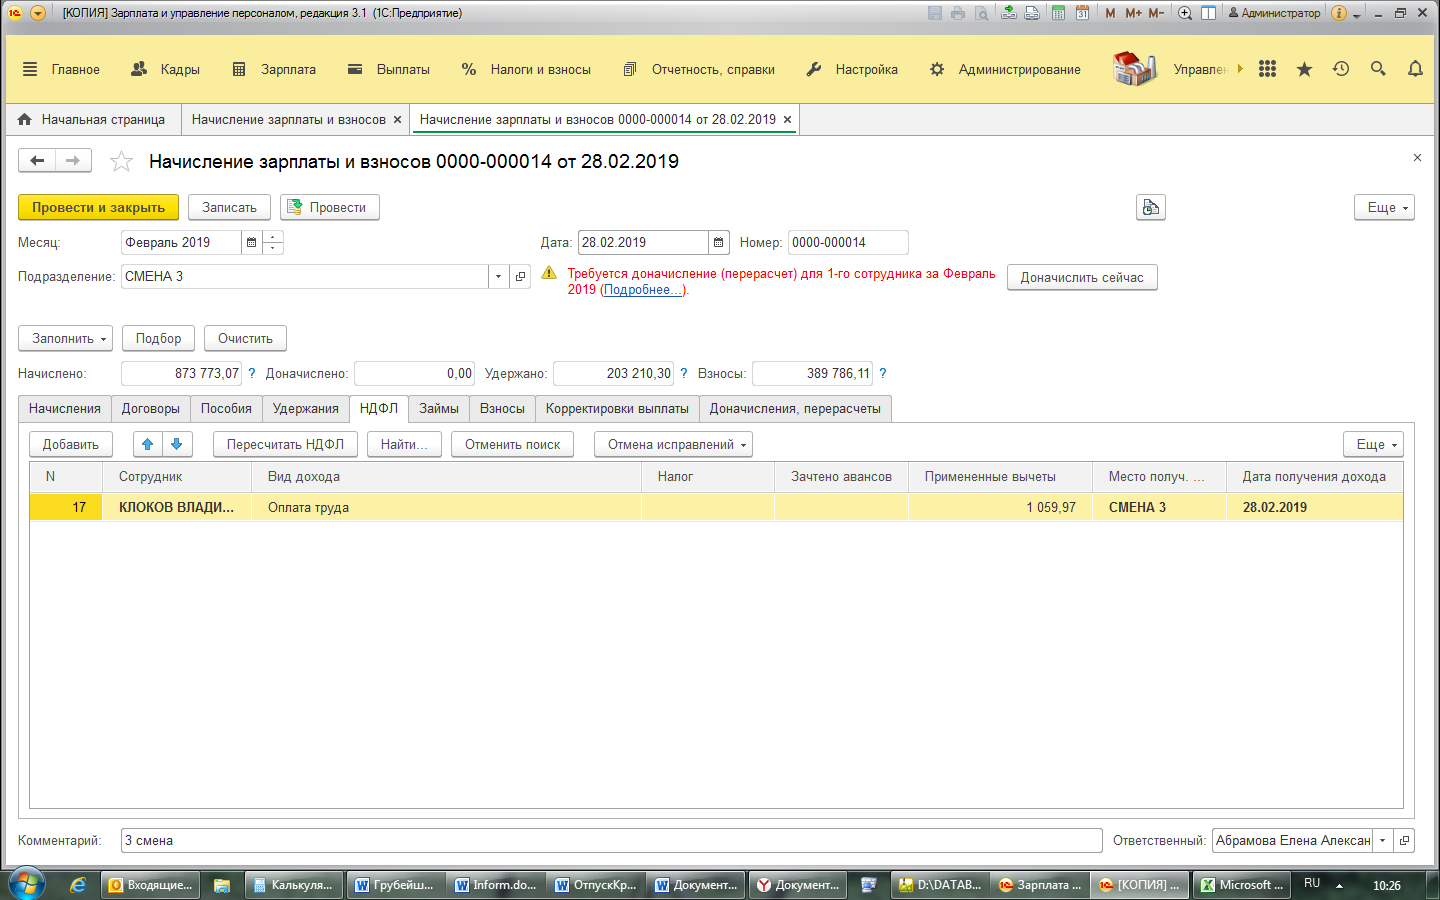 [КОПИЯ] Зарплата и управление персоналом, редакция 3.1 (1С:Предприятие)
M M+ M- Администратор
Главное Кадры Зарплата Выплаты Налоги и взносы Отчетность, справки Настройка Администрирование Управлен
Начальная страница Начисление зарплаты и взносов × Начисление зарплаты и взносов 0000-000014 от 28.02.2019 ×
Начисление зарплаты и взносов 0000-000014 от 28.02.2019
Провести и закрыть Записать Провести Еще
Месяц: Февраль 2019 Дата: 28.02.2019 Номер: 0000-000014
Подразделение: СМЕНА 3 Требуется доначисление (перерасчет) для 1-го сотрудника за Февраль
2019 (Подробнее...). Доначислить сейчас
Заполнить Подбор Очистить
Начислено: 873 773,07 ? Доначислено: 0,00 Удержано: 203 210,30 ? Взносы: 389 786,11 ?
Начисления Договоры Пособия Удержания НДФЛ Займы Взносы Корректировки выплаты Доначисления, перерасчеты
Добавить Пересчитать НДФЛ Найти... Отменить поиск Отмена исправлений Еще
N Сотрудник Вид дохода Налог Зачтено авансов Примененные вычеты Место получ. ... Дата получения дохода
17 КЛОКОВ ВЛАДИ... Оплата труда 1 059,97 СМЕНА 3 28.02.2019
Комментарий: 3 смена Ответственный: Абрамова Елена Алексан
Входящие... Калькуля... Грубейш... Inform.do... ОтпускКр... Документ... Документ... D:\DATAB... Зарплата ... [КОПИЯ] ... Microsoft ... RU 10:26